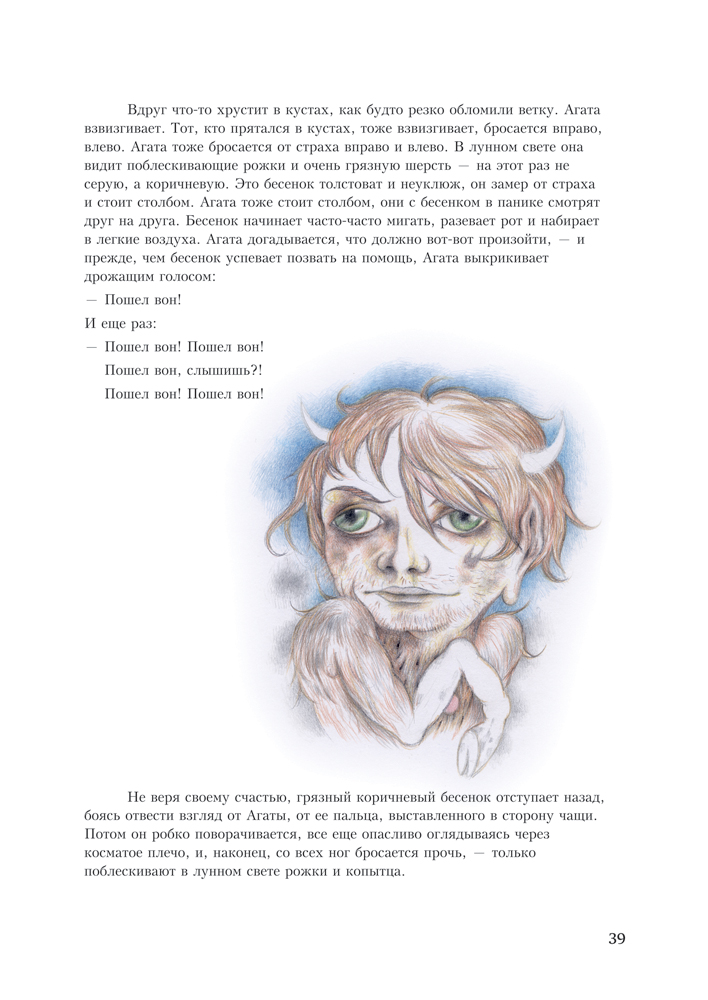 Вдруг что-то хрустит в кустах, как будто резко обломили ветку. Агата
взвизгивает. Тот, кто прятался в кустах, тоже взвизгивает, бросается вправо,
влево. Агата тоже бросается от страха вправо и влево. В лунном свете она
видит поблескивающие рожки и очень грязную шерсть — на этот раз не
серую, а коричневую. Это бесенок толстоват и неуклюж, он замер от страха
и стоит столбом. Агата тоже стоит столбом, они с бесенком в панике смотрят
друг на друга. Бесенок начинает часто-часто мигать, разевает рот и набирает
в легкие воздуха. Агата догадывается, что должно вот-вот произойти, — и
прежде, чем бесенок успевает позвать на помощь, Агата выкрикивает
дрожащим голосом:
— Пошел вон!
И еще раз:
— Пошел вон! Пошел вон!
Пошел вон, слышишь?!
Пошел вон! Пошел вон!
Не веря своему счастью, грязный коричневый бесенок отступает назад,
боясь отвести взгляд от Агаты, от ее пальца, выставленного в сторону чащи.
Потом он робко поворачивается, все еще опасливо оглядываясь через
косматое плечо, и, наконец, со всех ног бросается прочь, — только
поблескивают в лунном свете рожки и копытца.
39